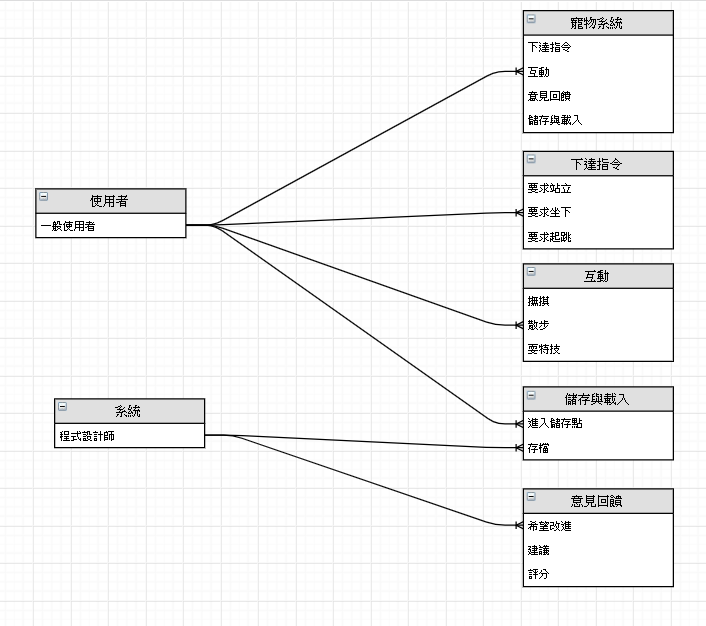 寵物系統
下達指令
互動
意見回饋
儲存與載入
下達指令
要求站立
要求坐下
要求起跳
使用者
一般使用者
互動
撫摸
散步
耍特技
儲存與載入
進入儲存點
存檔
系統
程式設計師
意見回饋
希望改進
建議
評分